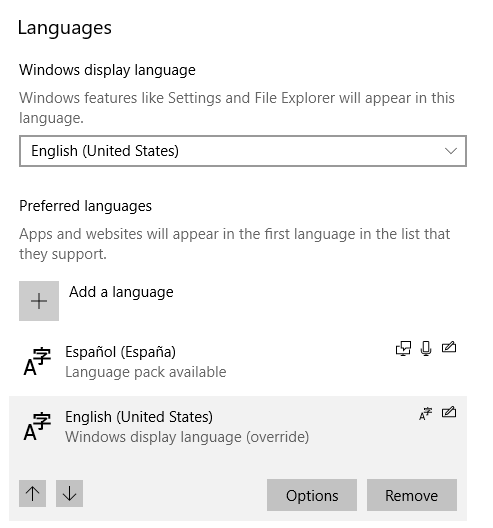 Languages
Windows display language
Windows features like Settings and File Explorer will appear in this
language.
English (United States)
Preferred languages
Apps and websites will appear in the first language in the list that
they support.
Add a language
Español (España)
Language pack available
English (United States)
Windows display language (override)
Options Remove